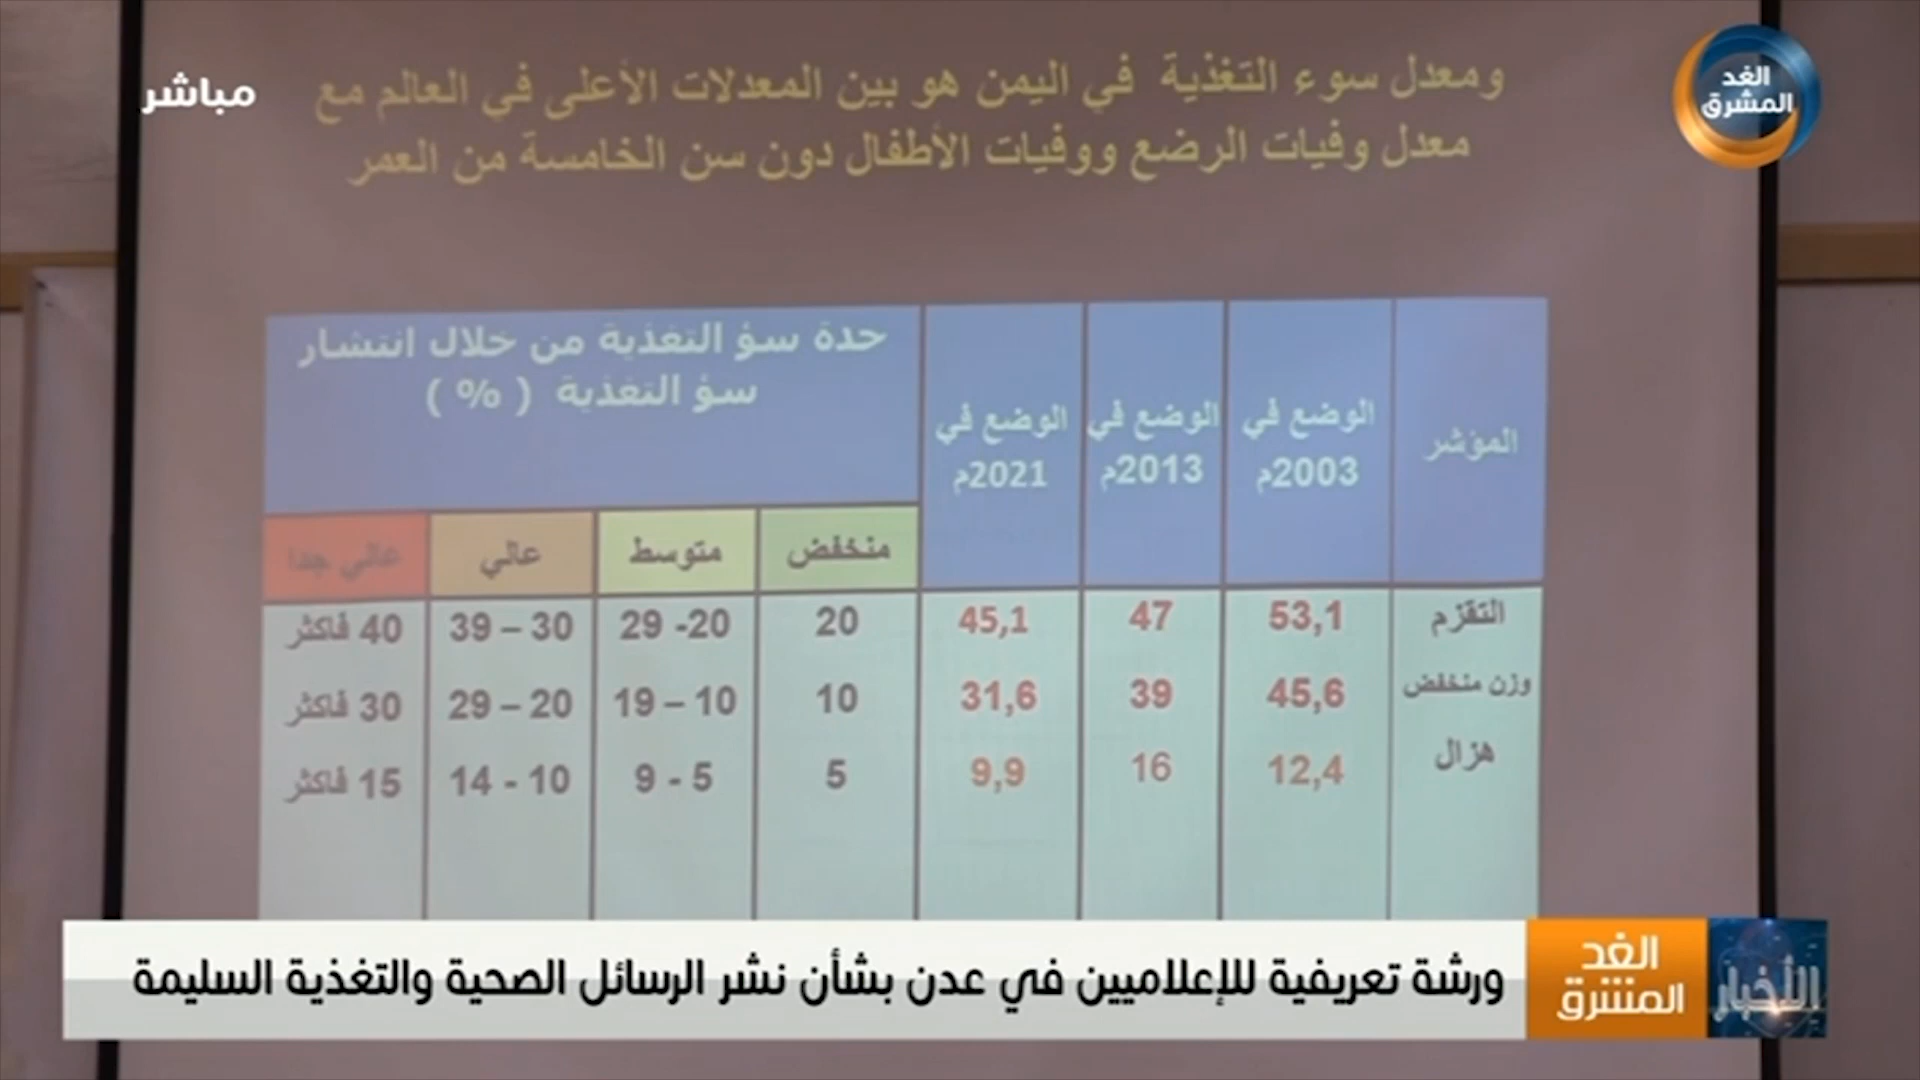 الغد
المشرق
مباشر
ومعدل سوء التغذية في اليمن هو بين المعدلات الأعلى في العالم مع
معدل وفيات الرضع ووفيات الأطفال دون سن الخامسة من العمر
المؤشر
الوضع في
2003م
الوضع في
2013م
الوضع في
2021م
حدة سؤ التغذية من خلال انتشار
سؤ التغذية ( % )
منخفض
متوسط
عالي
عالي جدا
التقزم 53,1 47 45,1 20 20- 29 30 – 39 40 فاكثر
وزن منخفض 45,6 39 31,6 10 10 – 19 20 – 29 30 فاكثر
هزال 12,4 16 9,9 5 5 - 9 10 - 14 15 فاكثر
الأخبار
الغد
المشرق
ورشة تعريفية للإعلاميين في عدن بشأن نشر الرسائل الصحية والتغذية السليمة